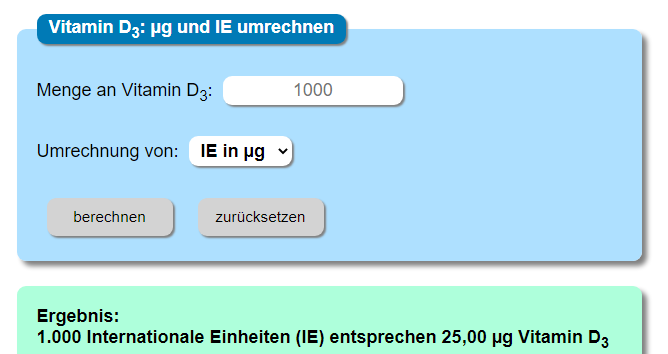 Vitamin D₃: µg und IE umrechnen
Menge an Vitamin D₃: 1000
Umrechnung von: IE in µg
berechnen zurücksetzen
Ergebnis:
1.000 Internationale Einheiten (IE) entsprechen 25,00 µg Vitamin D₃